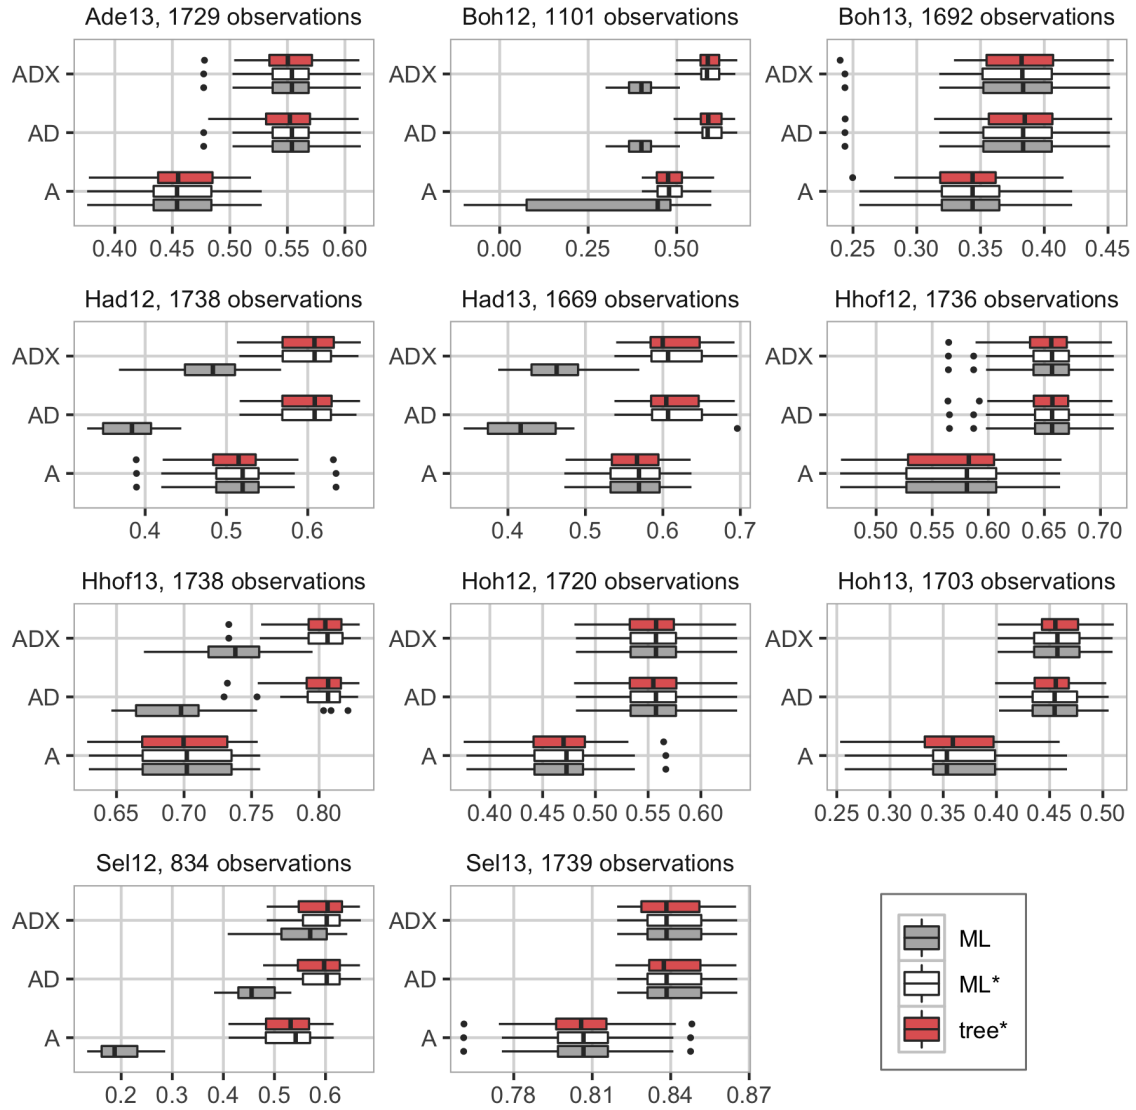 Ade13, 1729 observations
Boh12, 1101 observations
Boh13, 1692 observations
ADX
AD
A
0.40 0.45 0.50 0.55 0.60
ADX
AD
A
0.00 0.25 0.50
ADX
AD
A
0.25 0.30 0.35 0.40 0.45
Had12, 1738 observations
Had13, 1669 observations
Hhof12, 1736 observations
ADX
AD
A
0.4 0.5 0.6
ADX
AD
A
0.4 0.5 0.6 0.7
ADX
AD
A
0.50 0.55 0.60 0.65 0.70
Hhof13, 1738 observations
Hoh12, 1720 observations
Hoh13, 1703 observations
ADX
AD
A
0.65 0.70 0.75 0.80
ADX
AD
A
0.40 0.45 0.50 0.55 0.60
ADX
AD
A
0.25 0.30 0.35 0.40 0.45 0.50
Sel12, 834 observations
Sel13, 1739 observations
ADX
AD
A
0.2 0.3 0.4 0.5 0.6
ADX
AD
A
0.78 0.81 0.84 0.87
ML
ML*
tree*